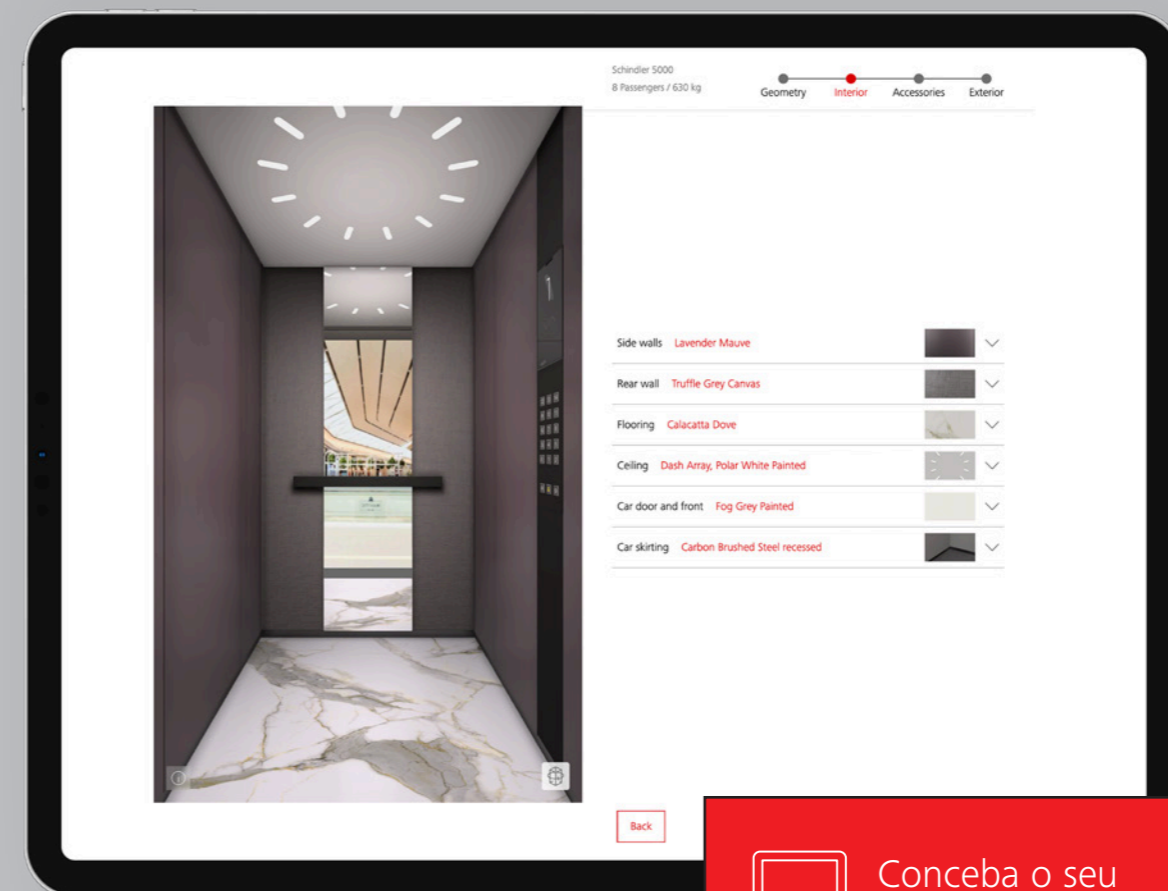 Schindler 5000
8 Passengers / 630 kg
Geometry
Interior
Accessories
Exterior
1
Side walls Lavender Mauve
Rear wall Truffle Grey Canvas
Flooring Calacatta Dove
Ceiling Dash Array, Polar White Painted
Car door and front Fog Grey Painted
Car skirting Carbon Brushed Steel recessed
Back
Conceba o seu